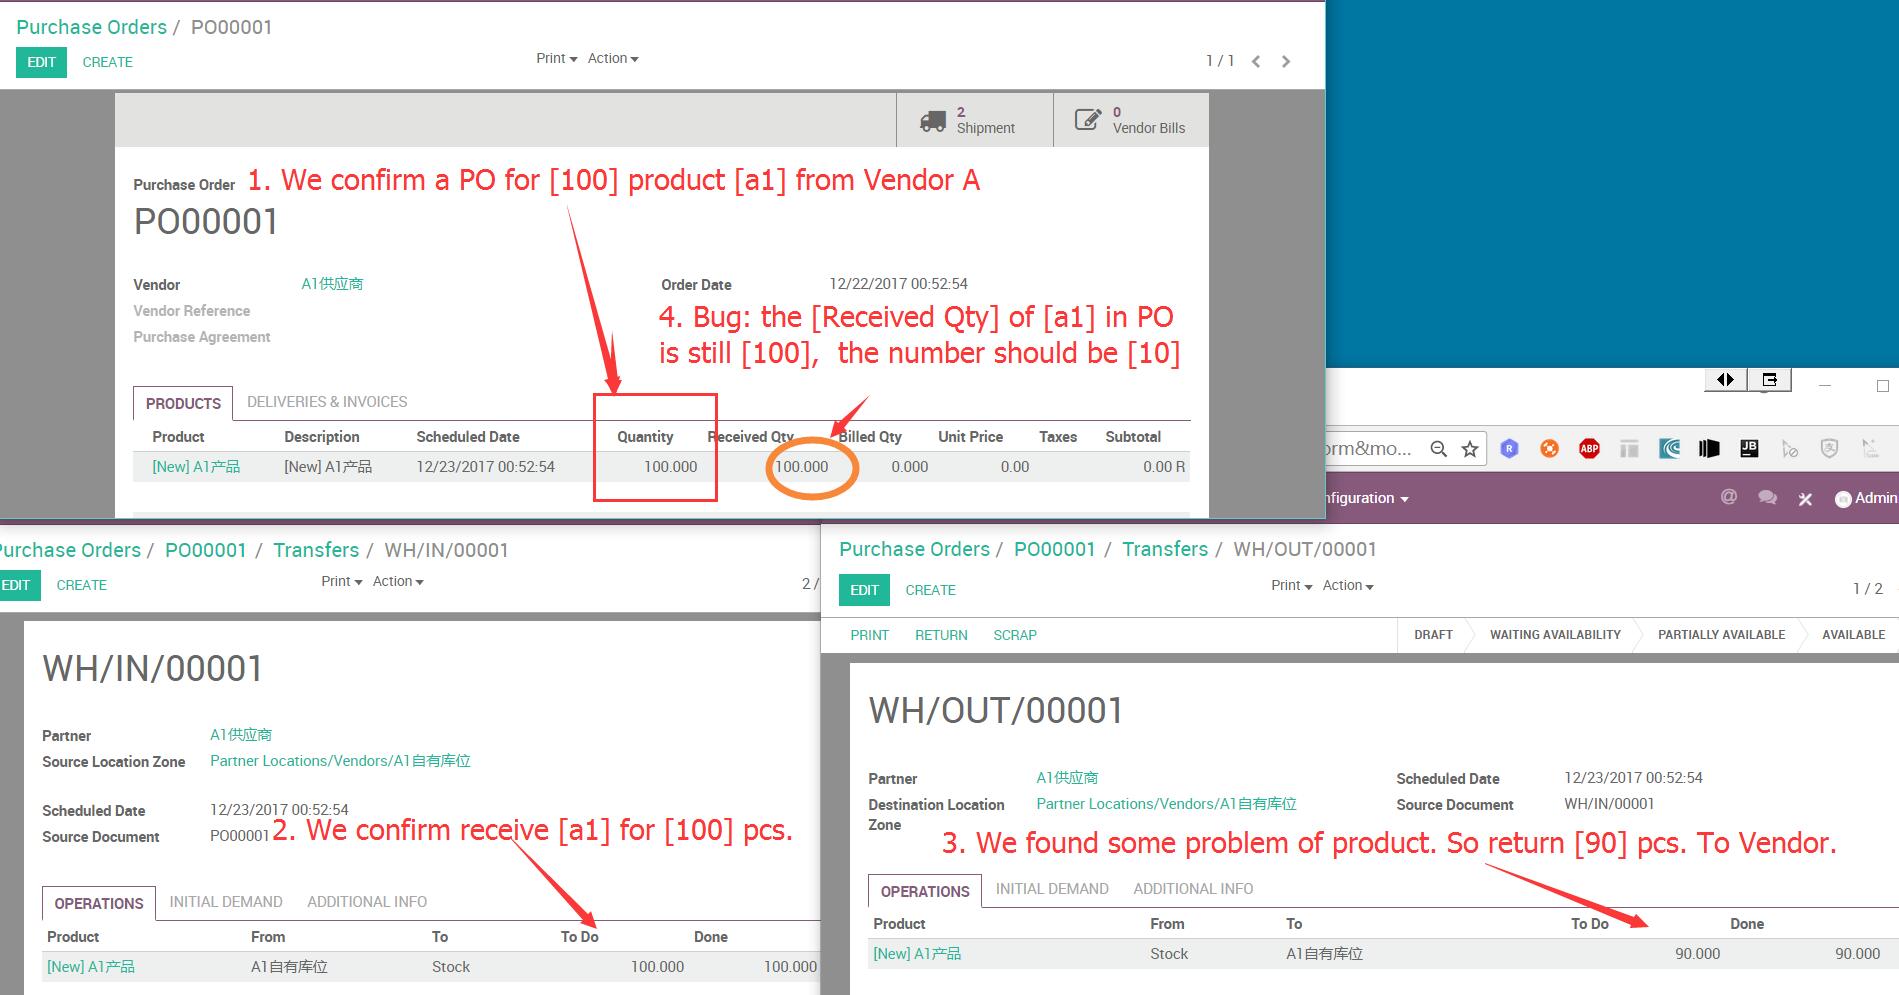 Purchase Orders / PO00001
EDIT CREATE Print Action 1 / 1
2 Shipment
0 Vendor Bills
Purchase Order 1. We confirm a PO for [100] product [a1] from Vendor A
PO00001
Vendor A1供应商 Order Date 12/22/2017 00:52:54
Vendor Reference
Purchase Agreement
4. Bug: the [Received Qty] of [a1] in PO
is still [100], the number should be [10]
PRODUCTS DELIVERIES & INVOICES
Product Description Scheduled Date Quantity Received Qty Billed Qty Unit Price Taxes Subtotal
[New] A1产品 [New] A1产品 12/23/2017 00:52:54 100.000 100.000 0.000 0.00 0.00 R
orm&mo...
R ABP JB
nfiguration @ Admin
urchase Orders / PO00001 / Transfers / WH/IN/00001
EDIT CREATE Print Action 2 /
WH/IN/00001
Partner A1供应商
Source Location Zone Partner Locations/Vendors/A1自有库位
Scheduled Date 12/23/2017 00:52:54
Source Document PO00001 2. We confirm receive [a1] for [100] pcs.
OPERATIONS INITIAL DEMAND ADDITIONAL INFO
Product From To To Do Done
[New] A1产品 A1自有库位 Stock 100.000 100.000
Purchase Orders / PO00001 / Transfers / WH/OUT/00001
EDIT CREATE Print Action 1 / 2
PRINT RETURN SCRAP DRAFT WAITING AVAILABILITY PARTIALLY AVAILABLE AVAILABLE
WH/OUT/00001
Partner A1供应商 Scheduled Date 12/23/2017 00:52:54
Destination Location Zone Partner Locations/Vendors/A1自有库位 Source Document WH/IN/00001
3. We found some problem of product. So return [90] pcs. To Vendor.
OPERATIONS INITIAL DEMAND ADDITIONAL INFO
Product From To To Do Done
[New] A1产品 Stock A1自有库位 90.000 90.000